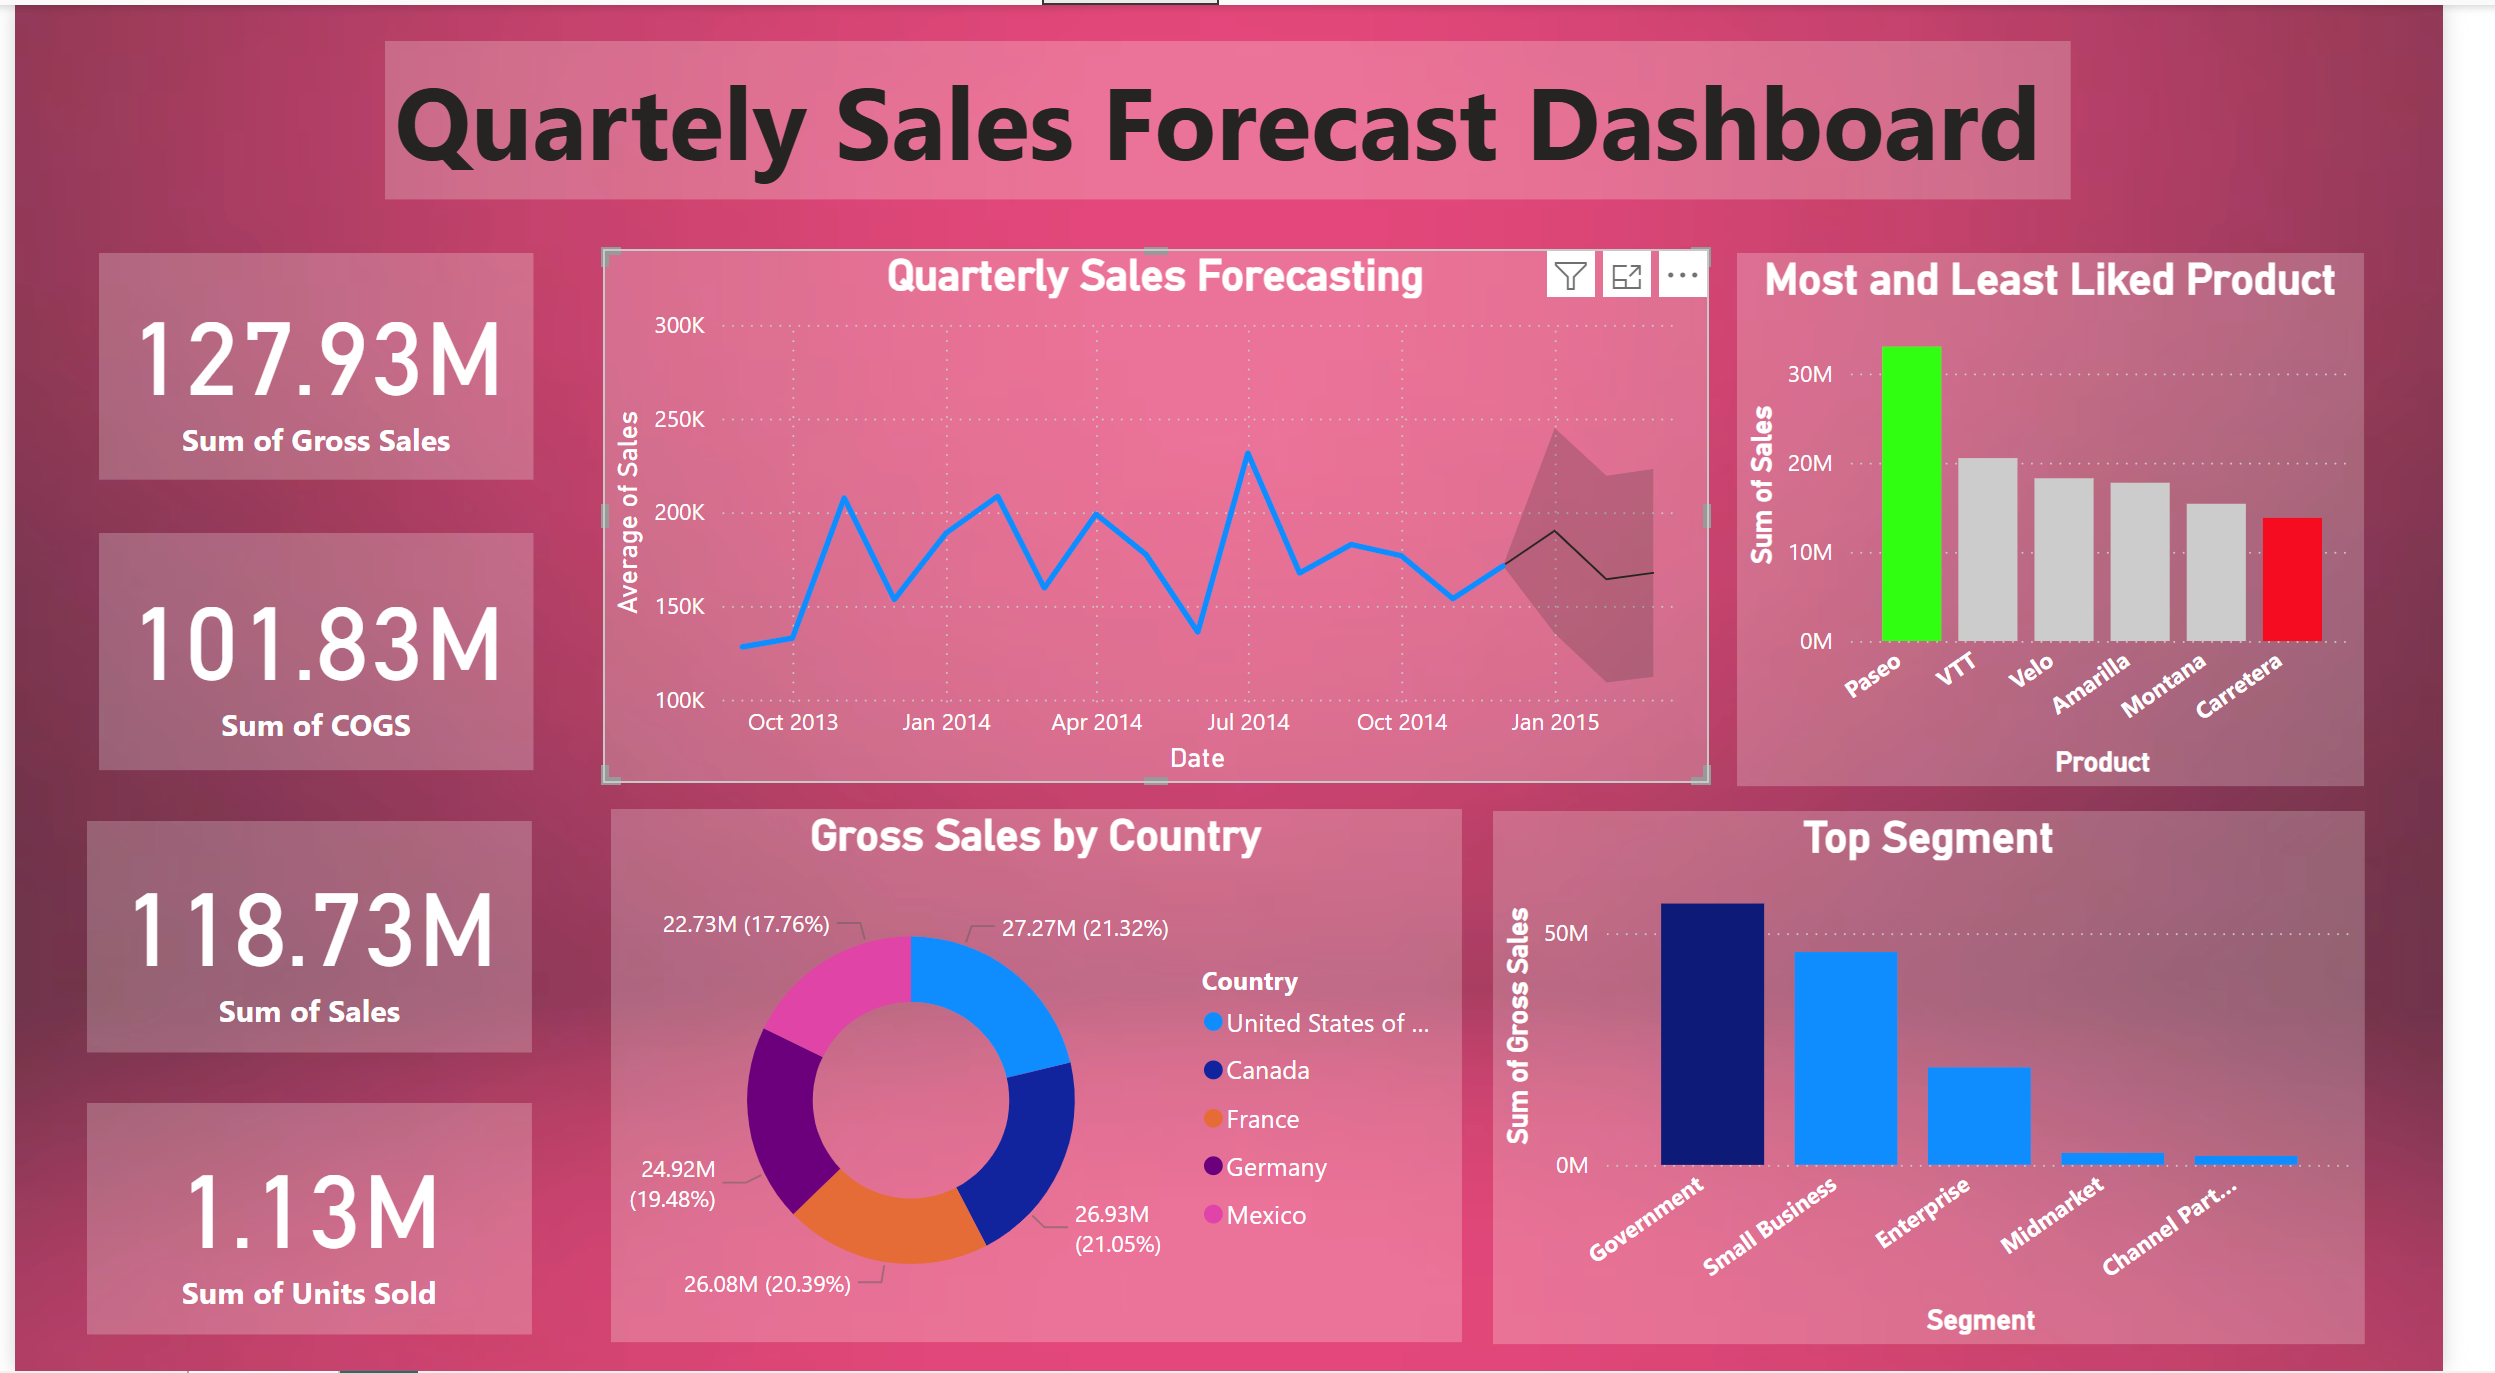 Quartely Sales Forecast Dashboard
127.93M
Sum of Gross Sales
101.83M
Sum of COGS
118.73M
Sum of Sales
1.13M
Sum of Units Sold
Quarterly Sales Forecasting
Average of Sales
300K
250K
200K
150K
100K
Oct 2013 Jan 2014 Apr 2014 Jul 2014 Oct 2014 Jan 2015
Date
Most and Least Liked Product
Sum of Sales
30M
20M
10M
0M
Paseo VTT Velo Amarilla Montana Carretera
Product
Gross Sales by Country
22.73M (17.76%)
27.27M (21.32%)
24.92M
(19.48%)
26.93M
(21.05%)
26.08M (20.39%)
Country
United States of ...
Canada
France
Germany
Mexico
Top Segment
Sum of Gross Sales
50M
0M
Government Small Business Enterprise Midmarket Channel Part...
Segment